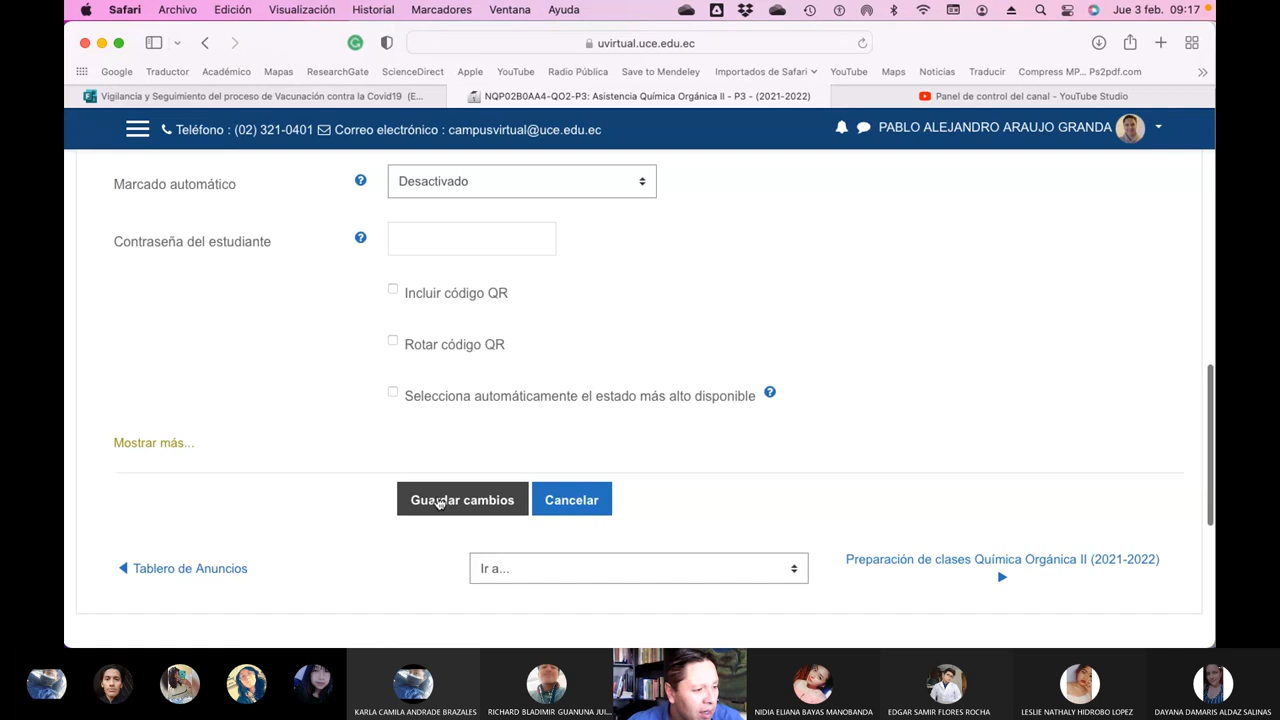 Safari Archivo Edición Visualización Historial Marcadores Ventana Ayuda Jue 3 feb. 09:17
uvirtual.uce.edu.ec
Google Traductor Académico Mapas ResearchGate ScienceDirect Apple YouTube Radio Pública Save to Mendeley Importados de Safari YouTube Maps Noticias Traducir Compress MP... Ps2pdf.com
Vigilancia y Seguimiento del proceso de Vacunación contra la Covid19 (E... NQP02B0AA4-QO2-P3: Asistencia Química Orgánica II - P3 - (2021-2022) Panel de control del canal - YouTube Studio
Teléfono : (02) 321-0401 Correo electrónico : campusvirtual@uce.edu.ec PABLO ALEJANDRO ARAUJO GRANDA
Marcado automático Desactivado
Contraseña del estudiante
Incluir código QR
Rotar código QR
Selecciona automáticamente el estado más alto disponible
Mostrar más...
Guardar cambios Cancelar
Tablero de Anuncios Ir a... Preparación de clases Química Orgánica II (2021-2022)
KARLA CAMILA ANDRADE BRAZALES RICHARD BLADIMIR GUANUNA JUI... NIDIA ELIANA BAYAS MANOBANDA EDGAR SAMIR FLORES ROCHA LESLIE NATHALY HIDROBO LOPEZ DAYANA DAMARIS ALDAZ SALINAS